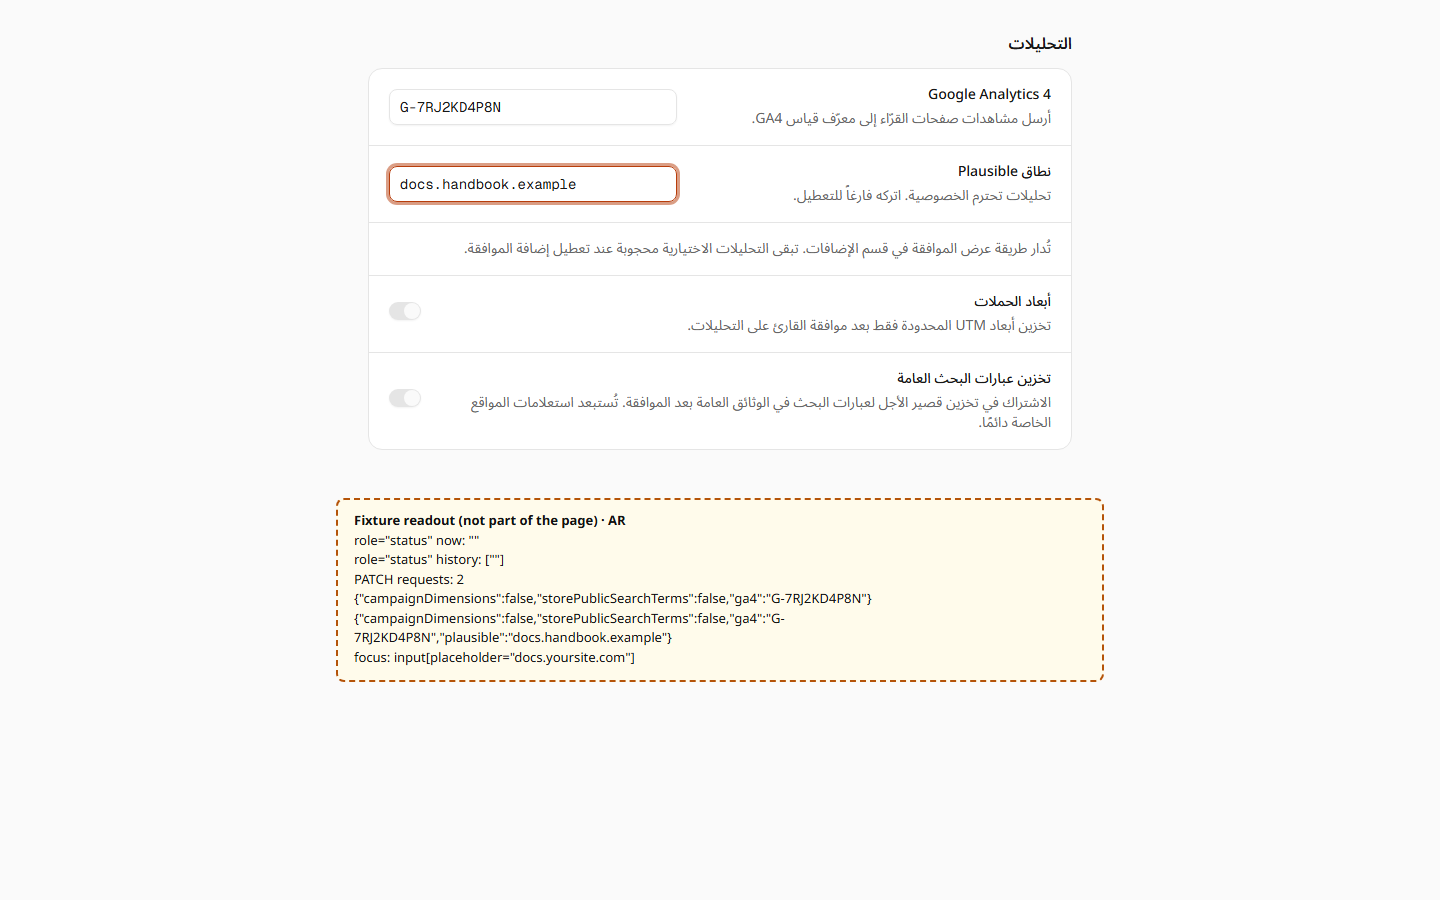 التحليلات
Google Analytics 4
أرسل مشاهدات صفحات القرّاء إلى معرّف قياس GA4.
G-7RJ2KD4P8N
نطاق Plausible
تحليلات تحترم الخصوصية. اتركه فارغاً للتعطيل.
docs.handbook.example
تُدار طريقة عرض الموافقة في قسم الإضافات. تبقى التحليلات الاختيارية محجوبة عند تعطيل إضافة الموافقة.
أبعاد الحملات
تخزين أبعاد UTM المحدودة فقط بعد موافقة القارئ على التحليلات.
تخزين عبارات البحث العامة
الاشتراك في تخزين قصير الأجل لعبارات البحث في الوثائق العامة بعد الموافقة. تُستبعد استعلامات المواقع
الخاصة دائمًا.
Fixture readout (not part of the page) · AR
role="status" now: ""
role="status" history: [""]
PATCH requests: 2
{"campaignDimensions":false,"storePublicSearchTerms":false,"ga4":"G-7RJ2KD4P8N"}
{"campaignDimensions":false,"storePublicSearchTerms":false,"ga4":"G-
7RJ2KD4P8N","plausible":"docs.handbook.example"}
focus: input[placeholder="docs.yoursite.com"]